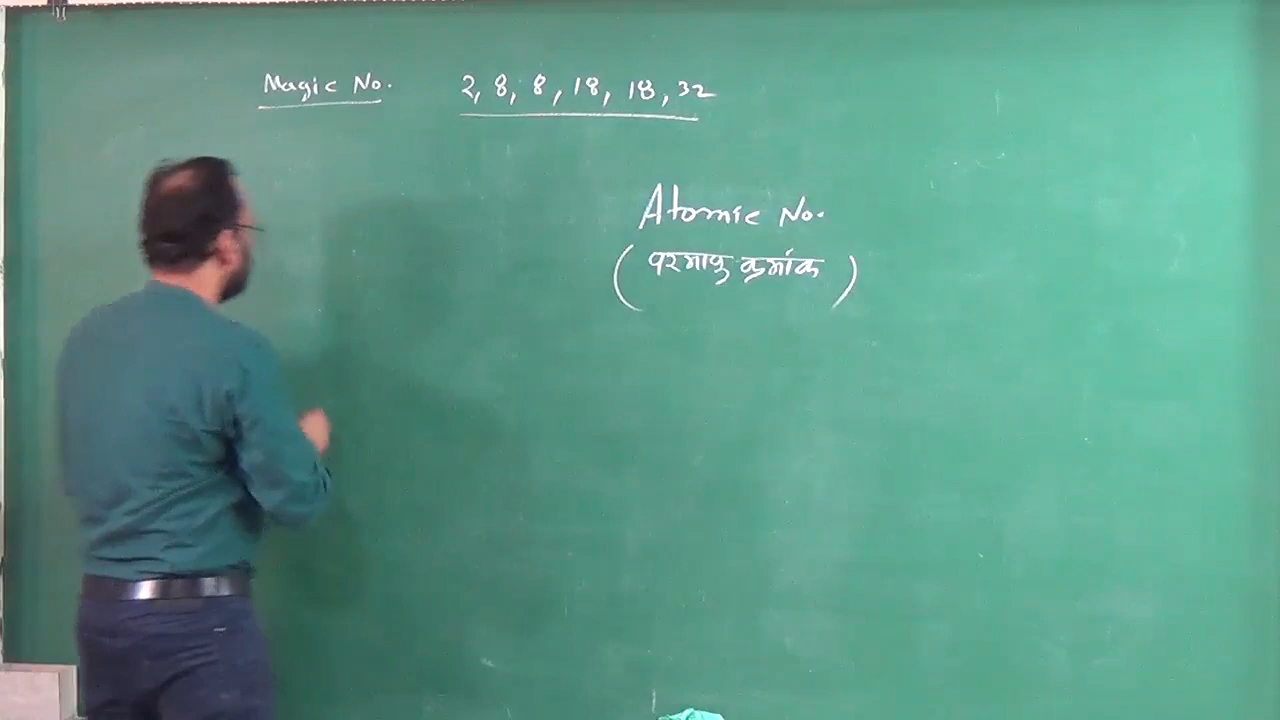 Magic No. 2, 8, 8, 18, 18, 32
Atomic No.
(परमाणु क्रमांक)